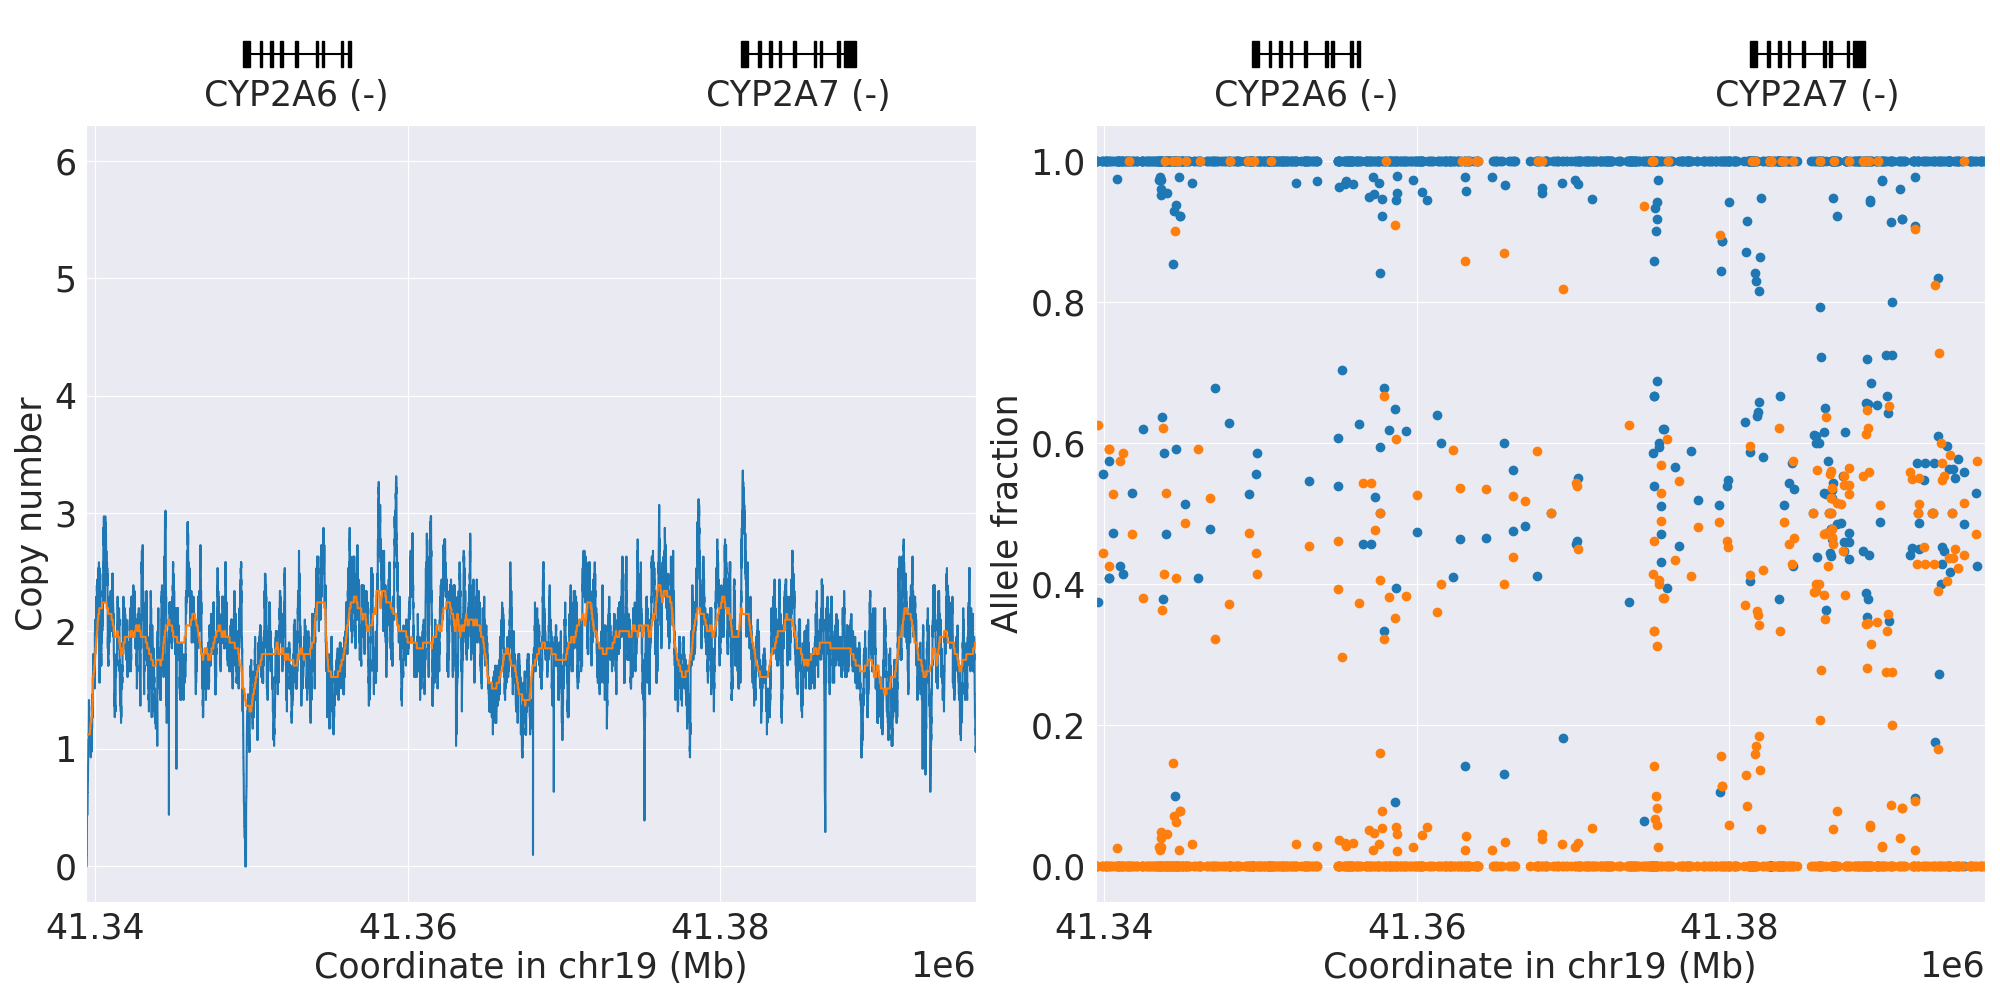 CYP2A6 (-) CYP2A7 (-)
CYP2A6 (-) CYP2A7 (-)
Copy number
6
5
4
3
2
1
0
41.34 41.36 41.38
Coordinate in chr19 (Mb) 1e6
Allele fraction
1.0
0.8
0.6
0.4
0.2
0.0
41.34 41.36 41.38
Coordinate in chr19 (Mb) 1e6